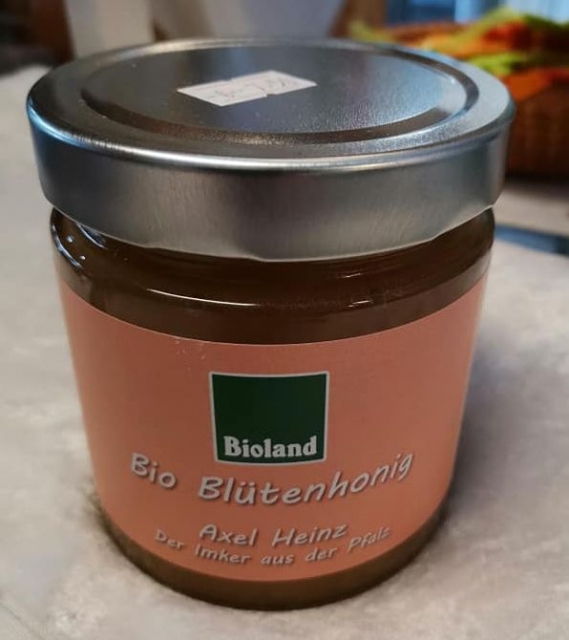 Bioland
Bio Blütenhonig
Axel Heinz
Der Imker aus der Pfalz